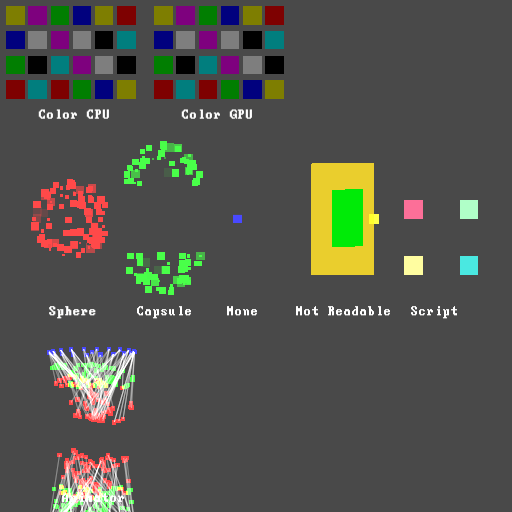 Color CPU
Color GPU
Sphere
Capsule
None
Not Readable
Script